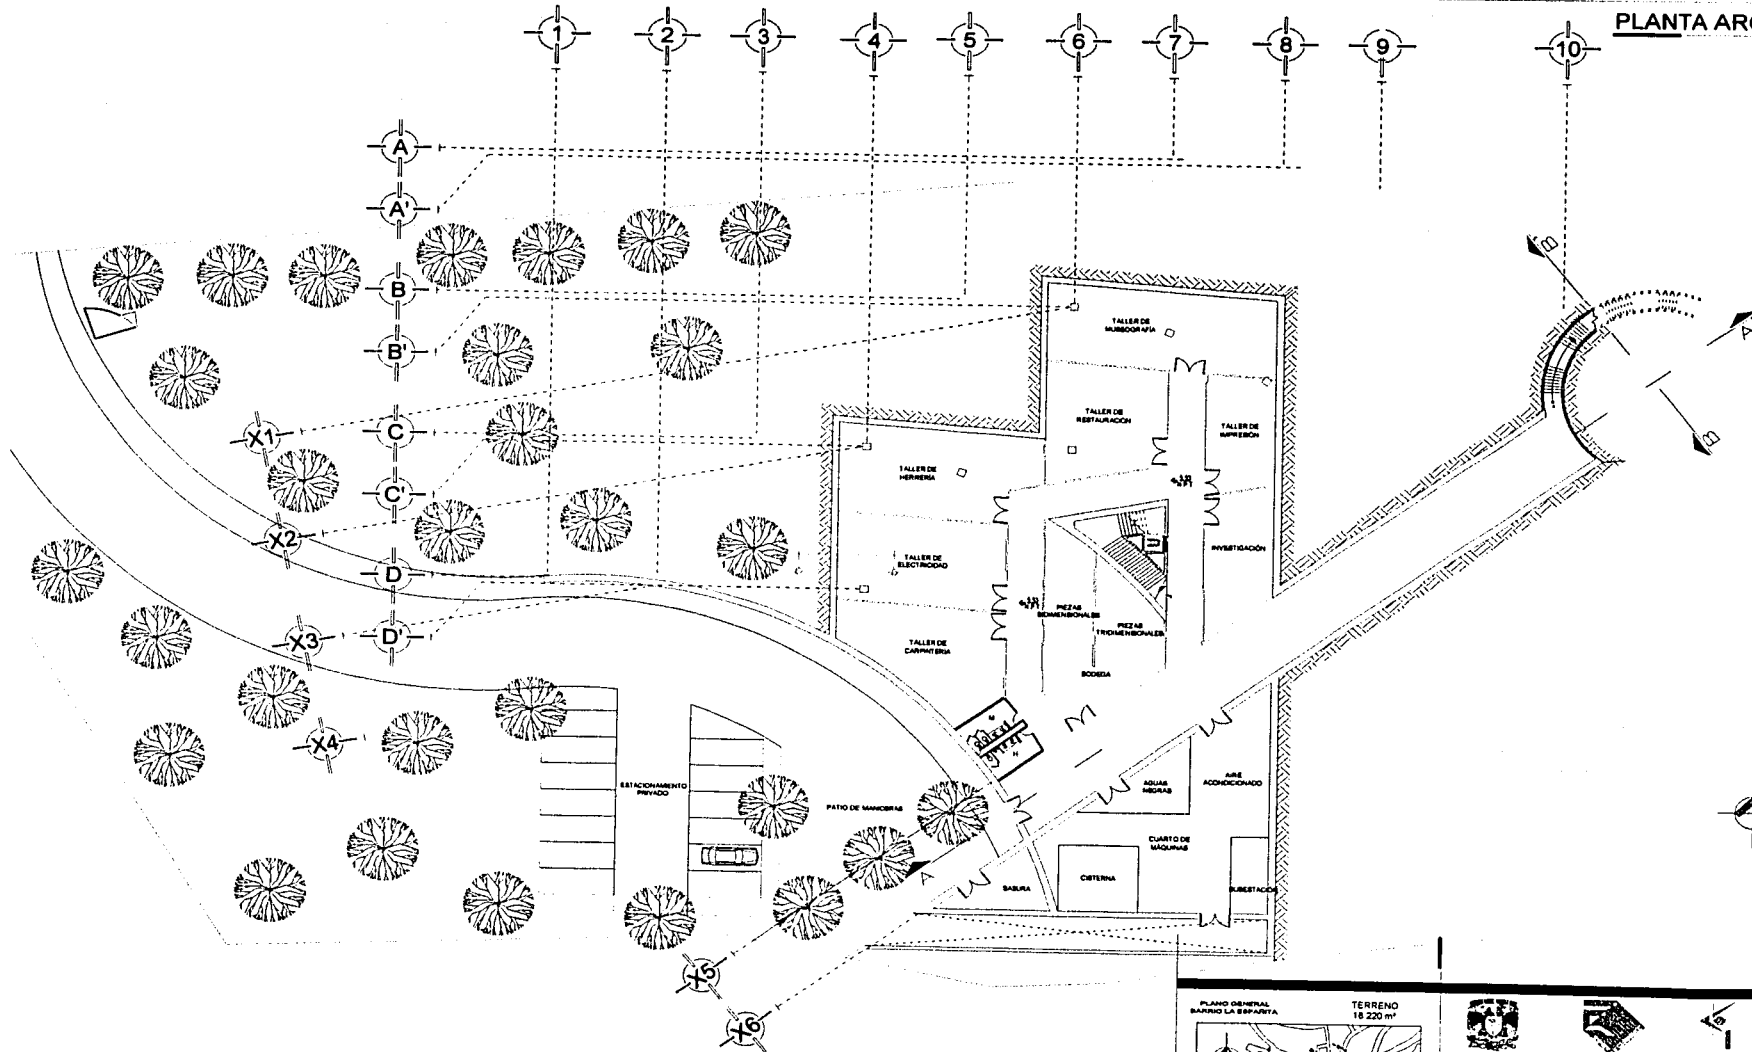 PLANTA ARQ
1 2 3 4 5 6 7 8 9 10
A
A'
B
B'
X1
C
C'
X2
D
D'
X3
X4
X5
X6
TALLER DE
MUSEOGRAFÍA
TALLER DE
RESTAURACION
TALLER DE
IMPRESIÓN
TALLER DE
HERRERÍA
INVESTIGACIÓN
TALLER DE
ELECTRICIDAD
PIEZAS
BIDIMENSIONALES
PIEZAS
TRIDIMENSIONALES
TALLER DE
CARPINTERÍA
BODEGA
B
A
B
ESTACIONAMIENTO
PRIVADO
PATIO DE MANIOBRAS
AGUAS
NEGRAS
AIRE
ACONDICIONADO
CUARTO DE
MÁQUINAS
A
BASURA
CISTERNA
SUBESTACIÓN
PLANO GENERAL
BARRIO LA ESPAÑITA
TERRENO
18 220 m²